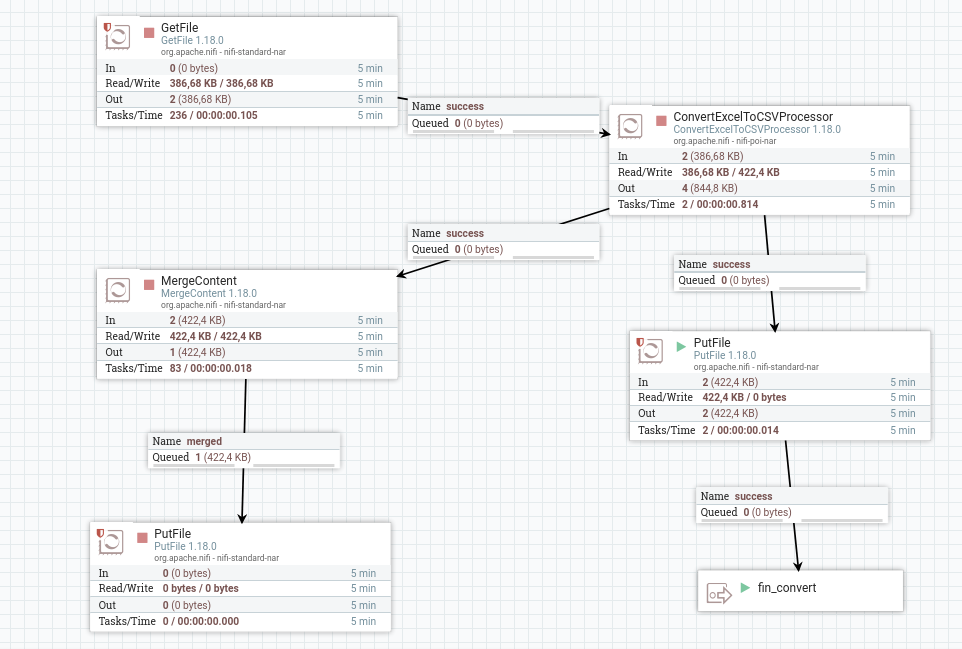 GetFile
GetFile 1.18.0
org.apache.nifi - nifi-standard-nar
In 0 (0 bytes) 5 min
Read/Write 386,68 KB / 386,68 KB 5 min
Out 2 (386,68 KB) 5 min
Tasks/Time 236 / 00:00:00.105 5 min
Name success
Queued 0 (0 bytes)
ConvertExcelToCSVProcessor
ConvertExcelToCSVProcessor 1.18.0
org.apache.nifi - nifi-poi-nar
In 2 (386,68 KB) 5 min
Read/Write 386,68 KB / 422,4 KB 5 min
Out 4 (844,8 KB) 5 min
Tasks/Time 2 / 00:00:00.814 5 min
Name success
Queued 0 (0 bytes)
MergeContent
MergeContent 1.18.0
org.apache.nifi - nifi-standard-nar
In 2 (422,4 KB) 5 min
Read/Write 422,4 KB / 422,4 KB 5 min
Out 1 (422,4 KB) 5 min
Tasks/Time 83 / 00:00:00.018 5 min
Name success
Queued 0 (0 bytes)
PutFile
PutFile 1.18.0
org.apache.nifi - nifi-standard-nar
In 2 (422,4 KB) 5 min
Read/Write 422,4 KB / 0 bytes 5 min
Out 2 (422,4 KB) 5 min
Tasks/Time 2 / 00:00:00.014 5 min
Name merged
Queued 1 (422,4 KB)
PutFile
PutFile 1.18.0
org.apache.nifi - nifi-standard-nar
In 0 (0 bytes) 5 min
Read/Write 0 bytes / 0 bytes 5 min
Out 0 (0 bytes) 5 min
Tasks/Time 0 / 00:00:00.000 5 min
Name success
Queued 0 (0 bytes)
fin_convert